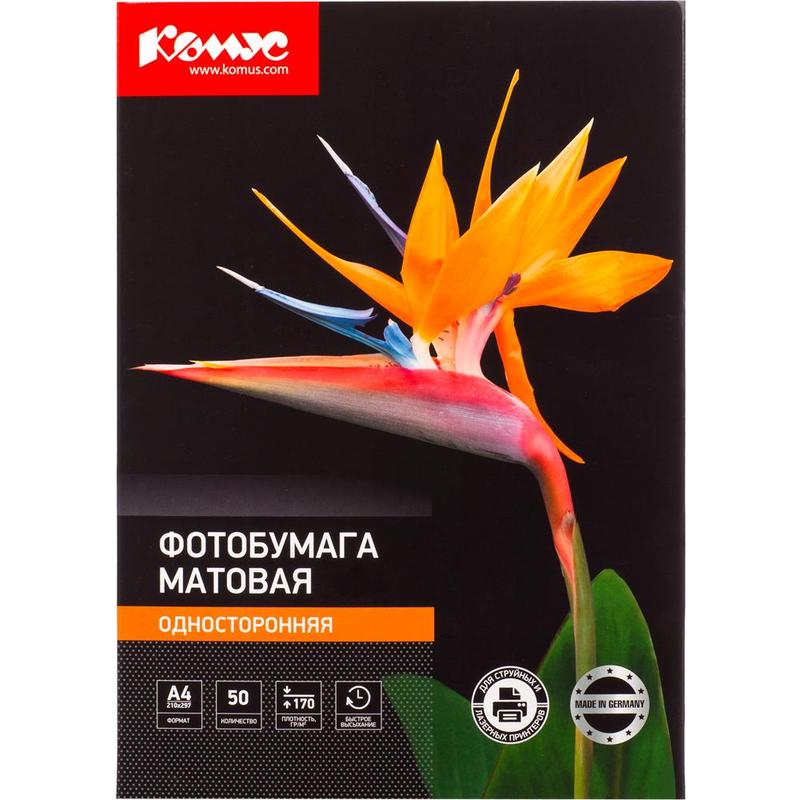 Комус
www.komus.com
ФОТОБУМАГА
МАТОВАЯ
ОДНОСТОРОННЯЯ
A4
210x297
ФОРМАТ
50
КОЛИЧЕСТВО
170
ПЛОТНОСТЬ,
ГР/М²
БЫСТРОЕ
ВЫСЫХАНИЕ
ДЛЯ СТРУЙНЫХ И
ЛАЗЕРНЫХ ПРИНТЕРОВ
MADE IN GERMANY